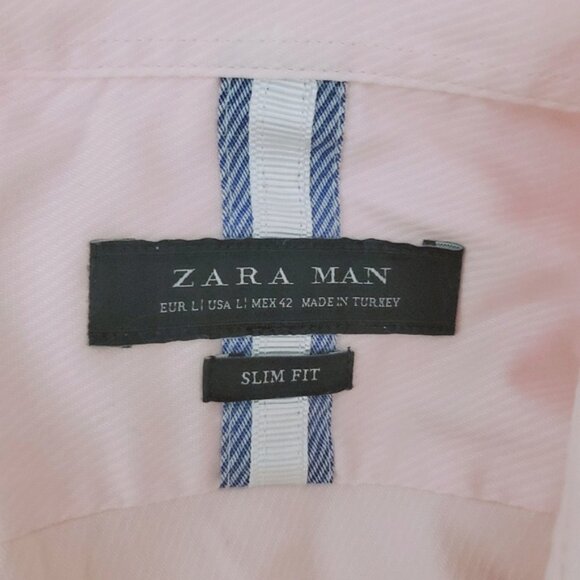 ZARA MAN
EUR L| USA L| MEX 42 MADE IN TURKEY
SLIM FIT